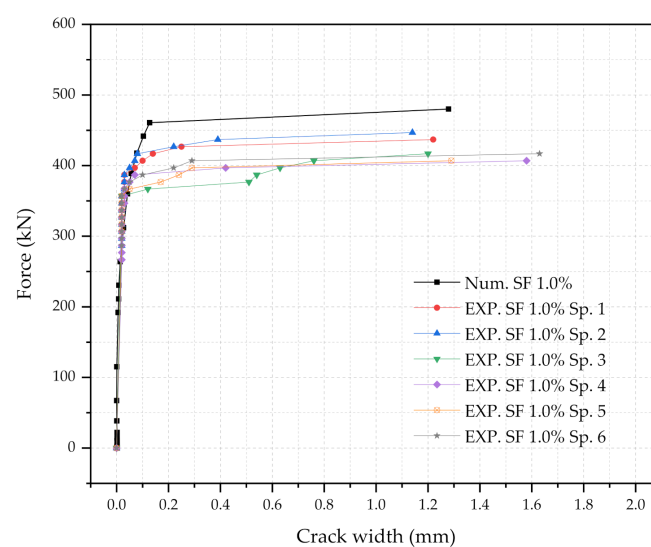 600
500
400
300
200
100
0
Force (kN)
Num. SF 1.0%
EXP. SF 1.0% Sp. 1
EXP. SF 1.0% Sp. 2
EXP. SF 1.0% Sp. 3
EXP. SF 1.0% Sp. 4
EXP. SF 1.0% Sp. 5
EXP. SF 1.0% Sp. 6
0.0 0.2 0.4 0.6 0.8 1.0 1.2 1.4 1.6 1.8 2.0
Crack width (mm)